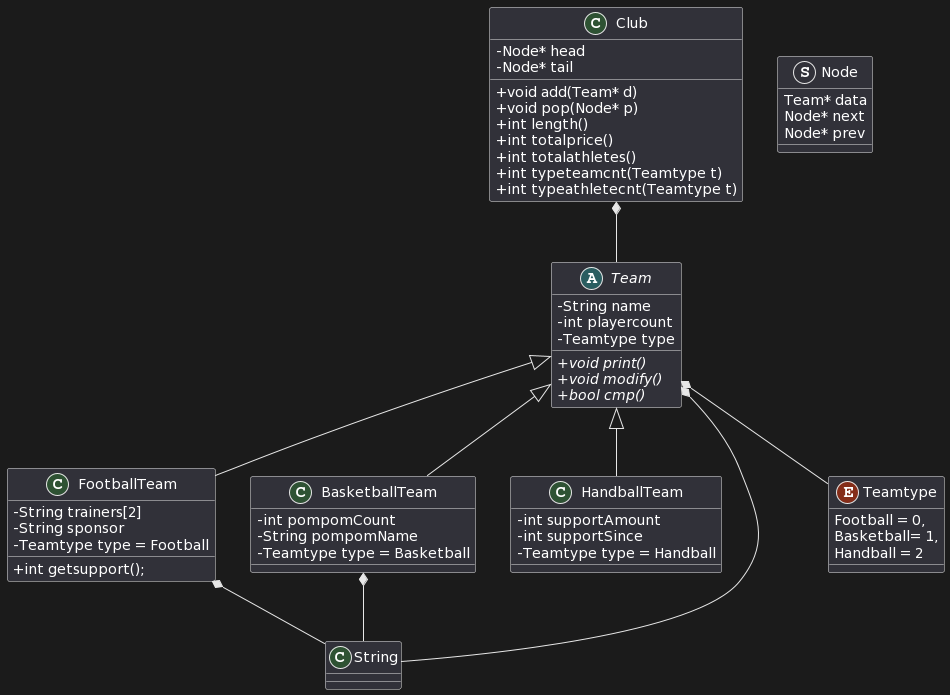 C Club
-Node* head
-Node* tail
+void add(Team* d)
+void pop(Node* p)
+int length()
+int totalprice()
+int totalathletes()
+int typeteamcnt(Teamtype t)
+int typeathletecnt(Teamtype t)
S Node
Team* data
Node* next
Node* prev
A Team
-String name
-int playercount
-Teamtype type
+void print()
+void modify()
+bool cmp()
C FootballTeam
-String trainers[2]
-String sponsor
-Teamtype type = Football
+int getsupport();
C BasketballTeam
-int pompomCount
-String pompomName
-Teamtype type = Basketball
C HandballTeam
-int supportAmount
-int supportSince
-Teamtype type = Handball
E Teamtype
Football = 0,
Basketball= 1,
Handball = 2
C String